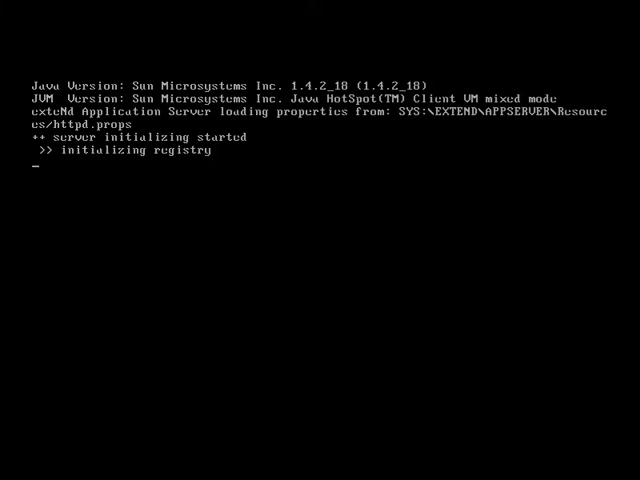 Java Version: Sun Microsystems Inc. 1.4.2_18 (1.4.2_18)
JVM  Version: Sun Microsystems Inc. Java HotSpot(TM) Client VM mixed mode
exteNd Application Server loading properties from: SYS:\EXTEND\APPSERVER\Resourc
es/httpd.props
++ server initializing started
 >> initializing registry
_